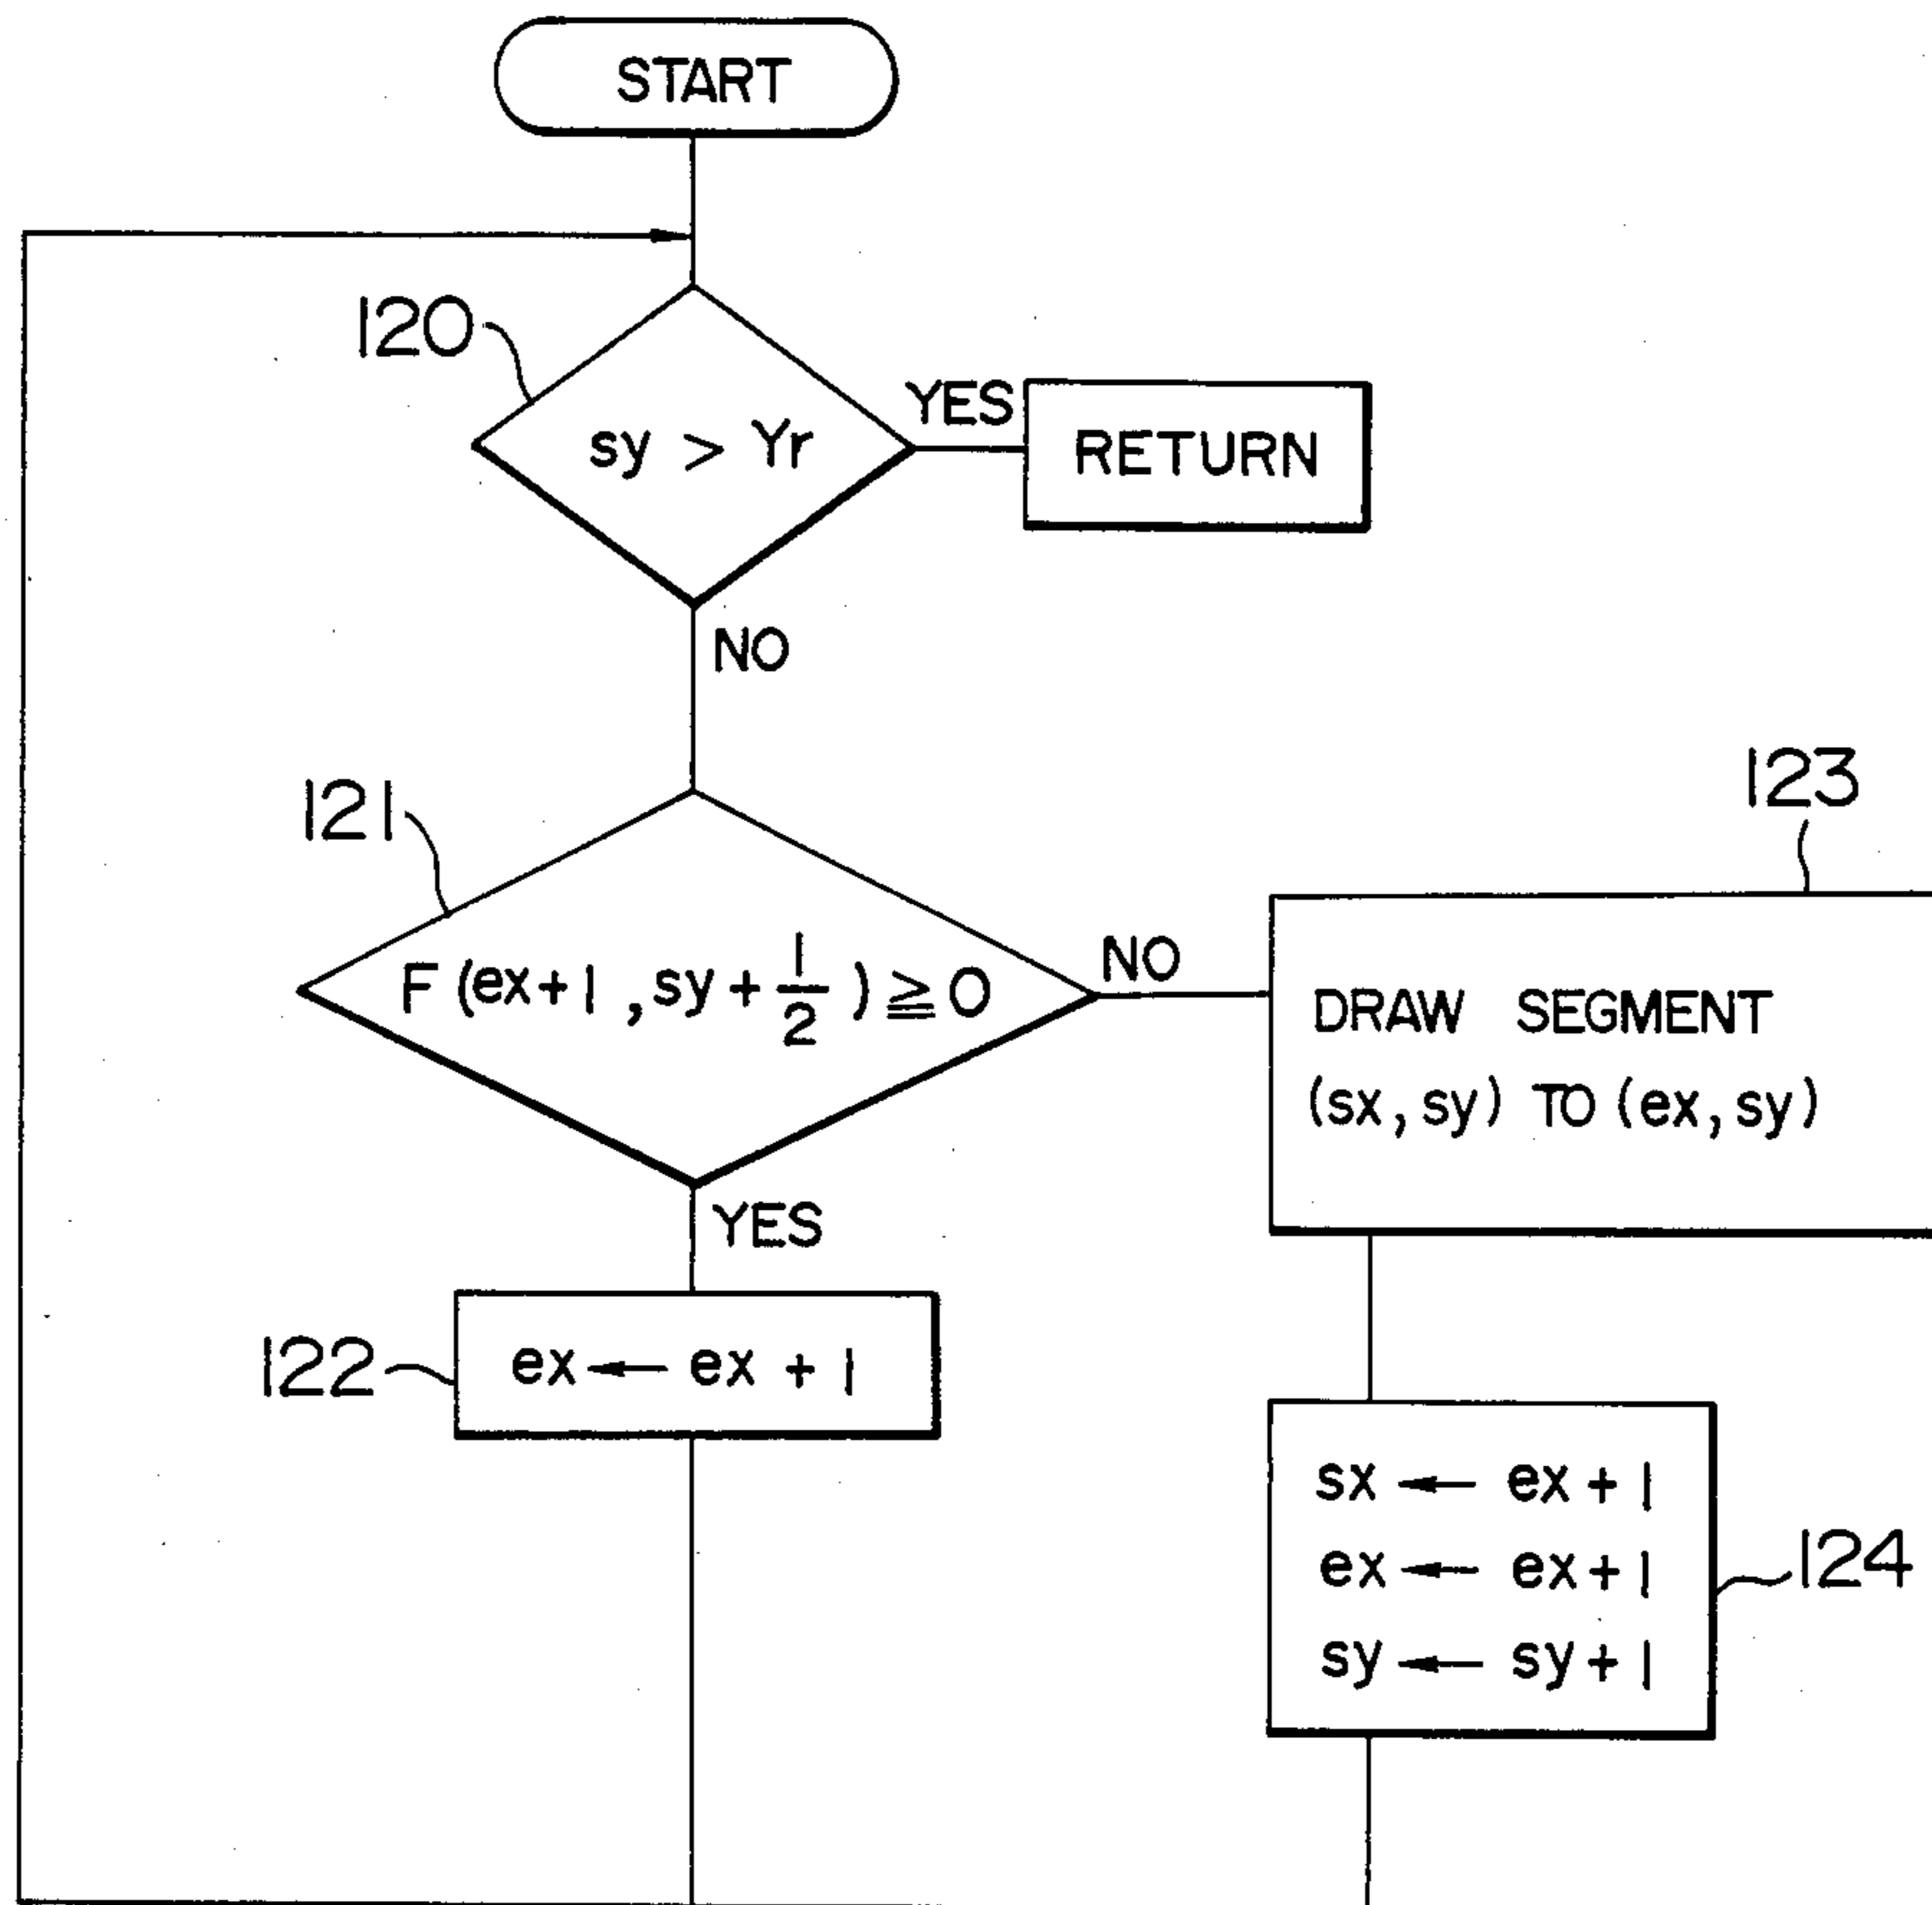 START
120
sy > Yr
YES
RETURN
NO
121
F (ex+1, sy+1/2) ≧ 0
NO
123
DRAW SEGMENT
(sx, sy) TO (ex, sy)
YES
122
ex ← ex + 1
sx ← ex + 1
ex ← ex + 1
sy ← sy + 1
124